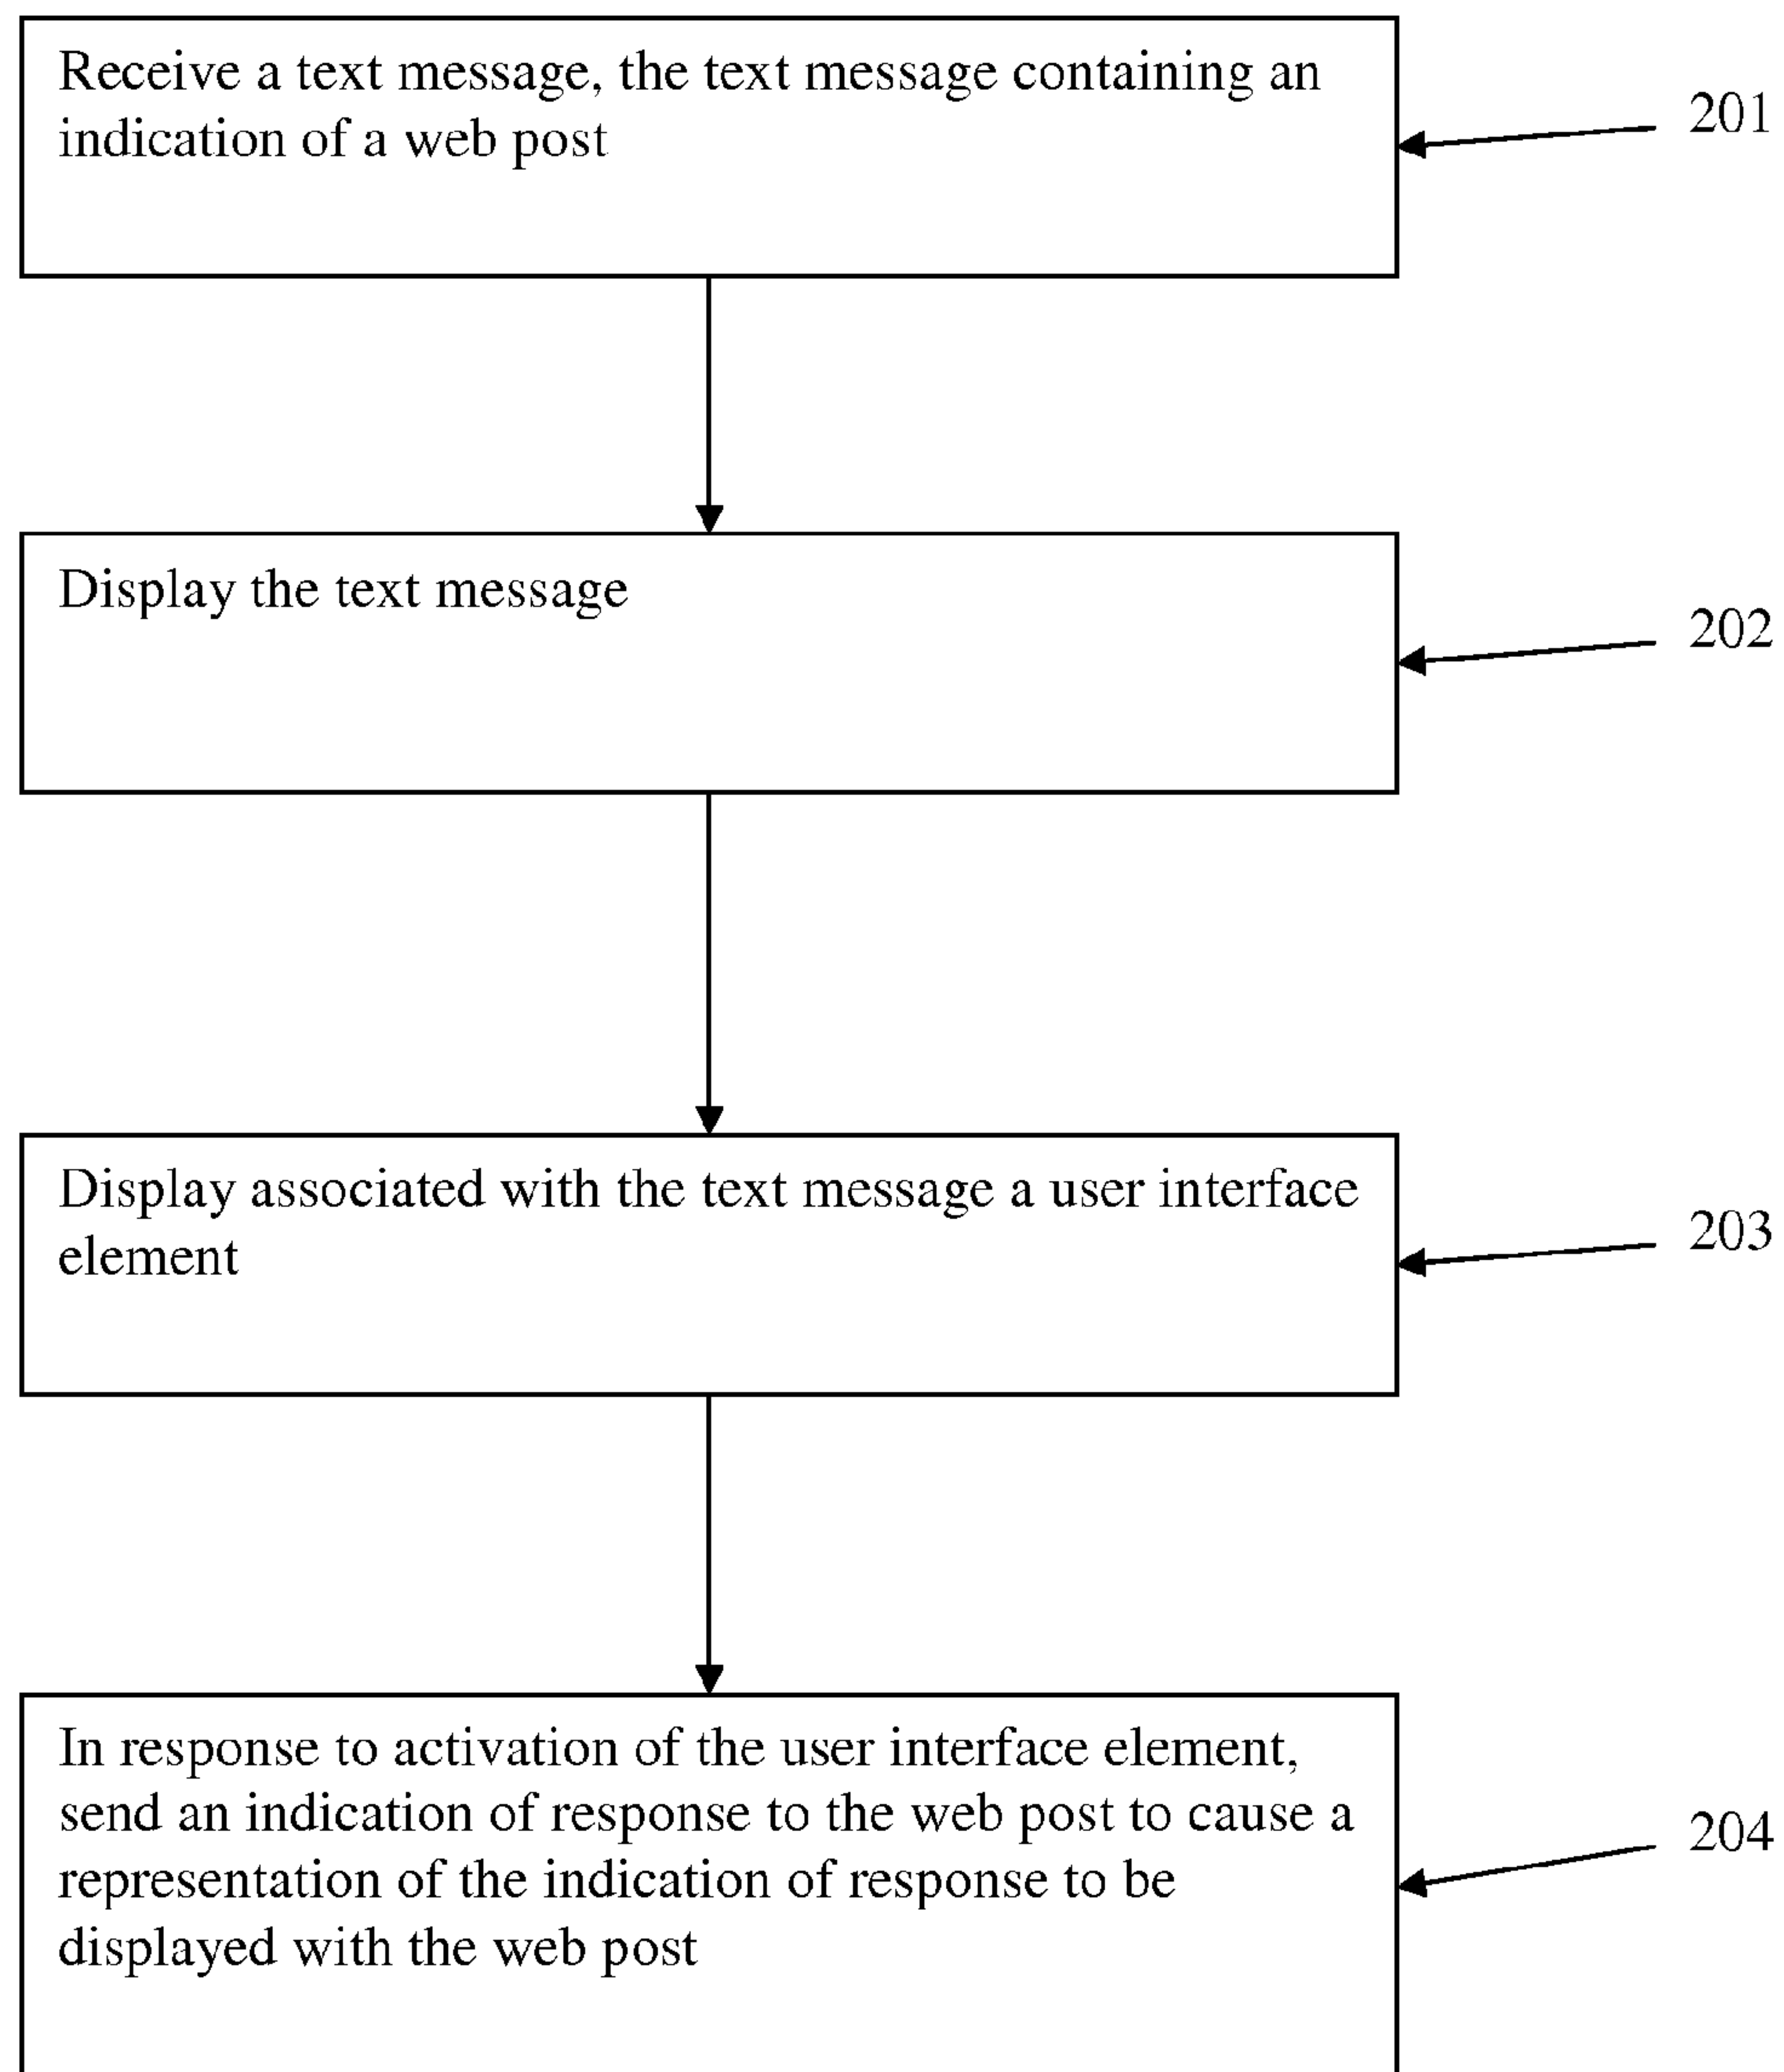 Receive a text message, the text message containing an
indication of a web post
201
Display the text message
202
Display associated with the text message a user interface
element
203
In response to activation of the user interface element,
send an indication of response to the web post to cause a
representation of the indication of response to be
displayed with the web post
204